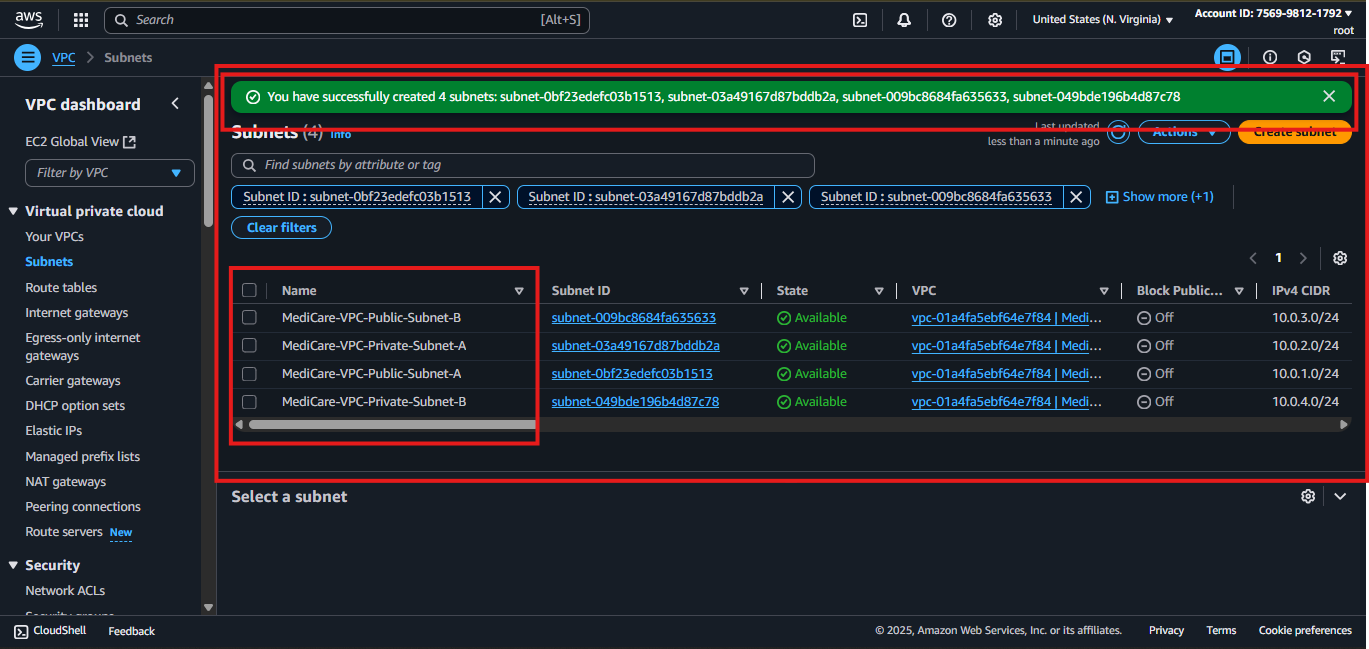 aws Search [Alt+S] United States (N. Virginia) Account ID: 7569-9812-1792
root
VPC Subnets
VPC dashboard
EC2 Global View
Filter by VPC
Virtual private cloud
Your VPCs
Subnets
Route tables
Internet gateways
Egress-only internet
gateways
Carrier gateways
DHCP option sets
Elastic IPs
Managed prefix lists
NAT gateways
Peering connections
Route servers New
Security
Network ACLs
Security groups
You have successfully created 4 subnets: subnet-0bf23edefc03b1513, subnet-03a49167d87bddb2a, subnet-009bc8684fa635633, subnet-049bde196b4d87c78
Subnets (4) Info
Last updated
less than a minute ago
Actions
Create subnet
Find subnets by attribute or tag
Subnet ID : subnet-0bf23edefc03b1513 Subnet ID : subnet-03a49167d87bddb2a Subnet ID : subnet-009bc8684fa635633 Show more (+1)
Clear filters
1
Name Subnet ID State VPC Block Public... IPv4 CIDR
MediCare-VPC-Public-Subnet-B subnet-009bc8684fa635633 Available vpc-01a4fa5ebf64e7f84 | Medi... Off 10.0.3.0/24
MediCare-VPC-Private-Subnet-A subnet-03a49167d87bddb2a Available vpc-01a4fa5ebf64e7f84 | Medi... Off 10.0.2.0/24
MediCare-VPC-Public-Subnet-A subnet-0bf23edefc03b1513 Available vpc-01a4fa5ebf64e7f84 | Medi... Off 10.0.1.0/24
MediCare-VPC-Private-Subnet-B subnet-049bde196b4d87c78 Available vpc-01a4fa5ebf64e7f84 | Medi... Off 10.0.4.0/24
Select a subnet
CloudShell Feedback © 2025, Amazon Web Services, Inc. or its affiliates. Privacy Terms Cookie preferences